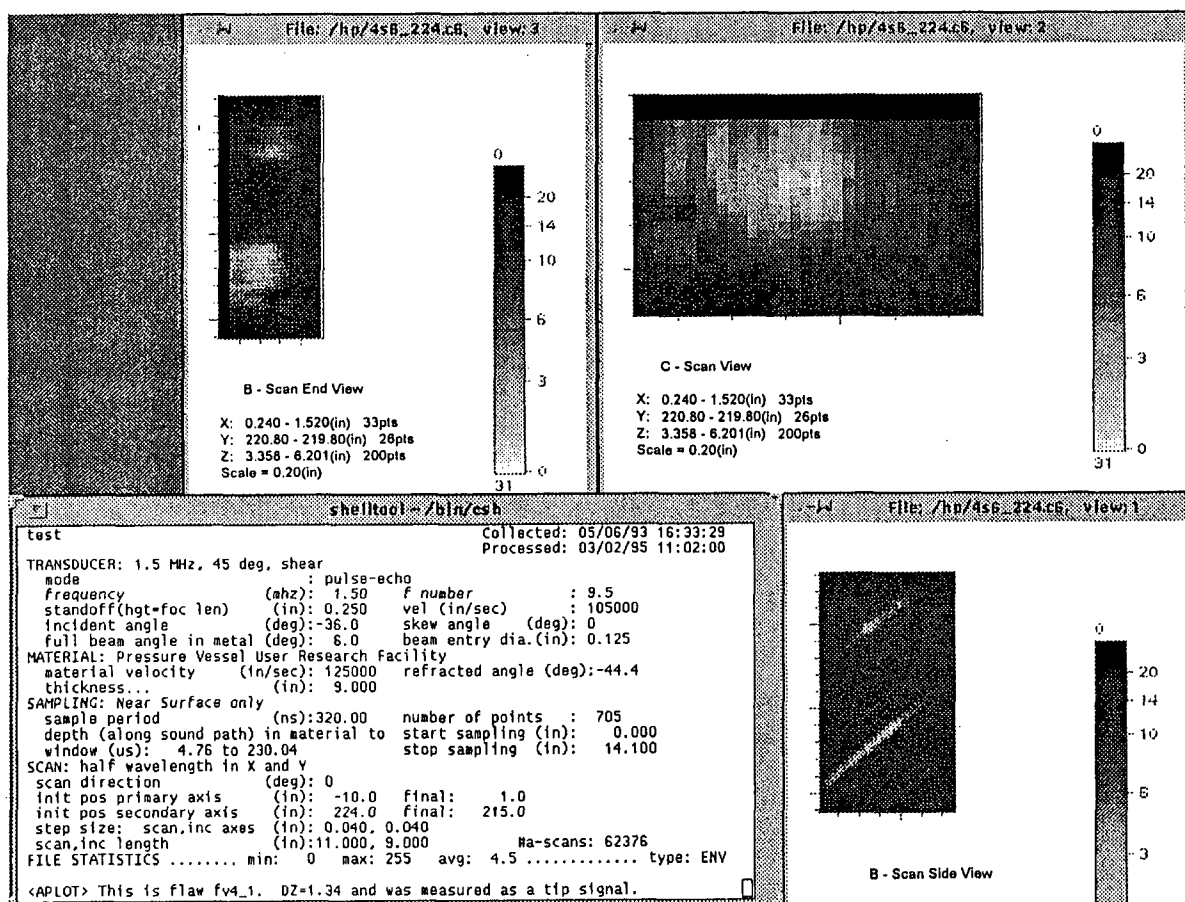 File: /hp/4s6_224.c6, view: 3
0
20
14
10
6
3
0
31
B - Scan End View
X: 0.240 - 1.520(in) 33pts
Y: 220.80 - 219.80(in) 26pts
Z: 3.358 - 6.201(in) 200pts
Scale = 0.20(in)
File: /hp/4s6_224.c6, view: 2
0
20
14
10
6
3
0
31
C - Scan View
X: 0.240 - 1.520(in) 33pts
Y: 220.80 - 219.80(in) 26pts
Z: 3.358 - 6.201(in) 200pts
Scale = 0.20(in)
shelltool - /bin/csh
test Collected: 05/06/93 16:33:29
Processed: 03/02/95 11:02:00
TRANSDUCER: 1.5 MHz, 45 deg, shear
mode : pulse-echo
frequency (mhz): 1.50 f number : 9.5
standoff(hgt=foc len) (in): 0.250 vel (in/sec) : 105000
incident angle (deg):-36.0 skew angle (deg): 0
full beam angle in metal (deg): 6.0 beam entry dia.(in): 0.125
MATERIAL: Pressure Vessel User Research Facility
material velocity (in/sec): 125000 refracted angle (deg):-44.4
thickness... (in): 9.000
SAMPLING: Near Surface only
sample period (ns):320.00 number of points : 705
depth (along sound path) in material to start sampling (in): 0.000
window (us): 4.76 to 230.04 stop sampling (in): 14.100
SCAN: half wavelength in X and Y
scan direction (deg): 0
init pos primary axis (in): -10.0 final: 1.0
init pos secondary axis (in): 224.0 final: 215.0
step size: scan,inc axes (in): 0.040, 0.040
scan,inc length (in):11.000, 9.000 #a-scans: 62376
FILE STATISTICS ........ min: 0 max: 255 avg: 4.5 ............. type: ENV
<APLOT> This is flaw fv4_1. DZ=1.34 and was measured as a tip signal.
File: /hp/4s6_224.c6, view: 1
0
20
14
10
6
3
B - Scan Side View